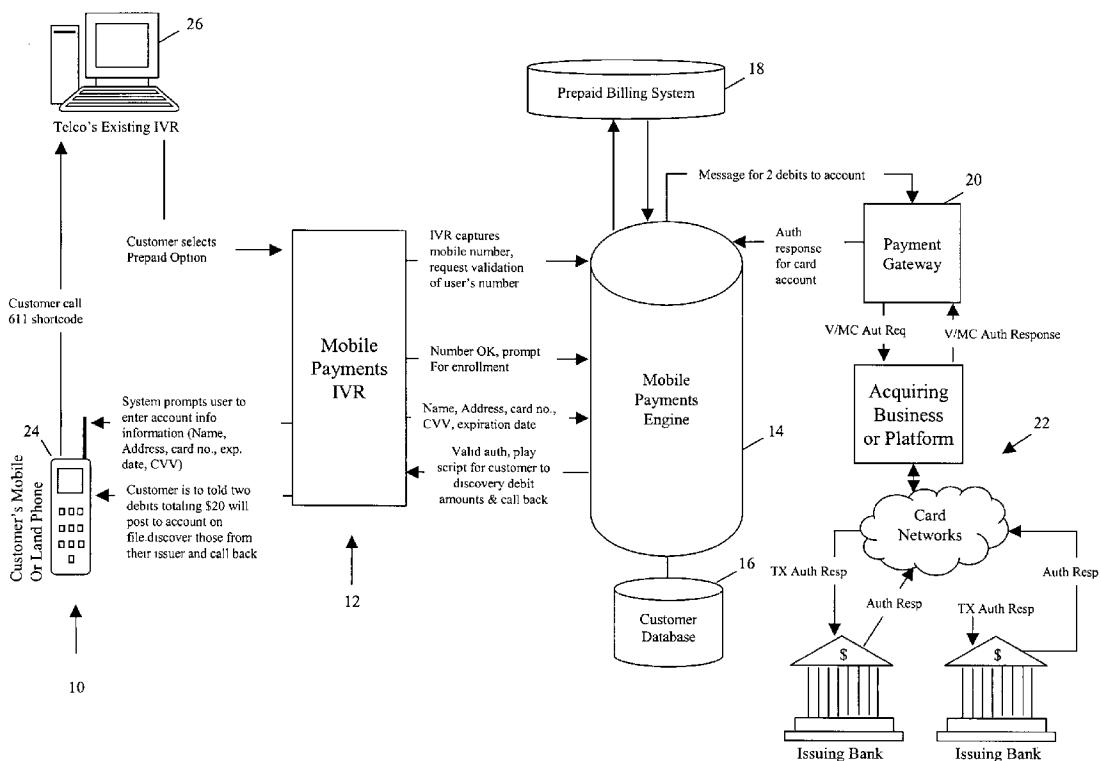 26
Telco's Existing IVR
18
Prepaid Billing System
Message for 2 debits to account
20
Payment
Gateway
Auth
response
for card
account
Customer selects
Prepaid Option
IVR captures
mobile number,
request validation
of user's number
Customer call
611 shortcode
V/MC Aut Req
V/MC Auth Response
Mobile
Payments
IVR
Number OK, prompt
For enrollment
Mobile
Payments
Engine
Acquiring
Business
or Platform
22
System prompts user to
enter account info
information (Name,
Address, card no., exp.
date, CVV)
Name, Address, card no.,
CVV, expiration date
24
14
Valid auth, play
script for customer to
discovery debit
amounts & call back
Customer's Mobile
Or Land Phone
Customer is to told two
debits totaling $20 will
post to account on
file.discover those from
their issuer and call back
Card
Networks
12
16
Customer
Database
TX Auth Resp
Auth Resp
Auth Resp
TX Auth Resp
10
$
$
Issuing Bank
Issuing Bank